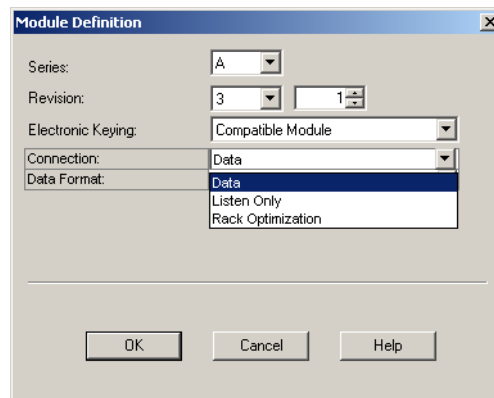 Module Definition
Series: A
Revision: 3 1
Electronic Keying: Compatible Module
Connection: Data
Data Format:
Data
Listen Only
Rack Optimization
OK Cancel Help